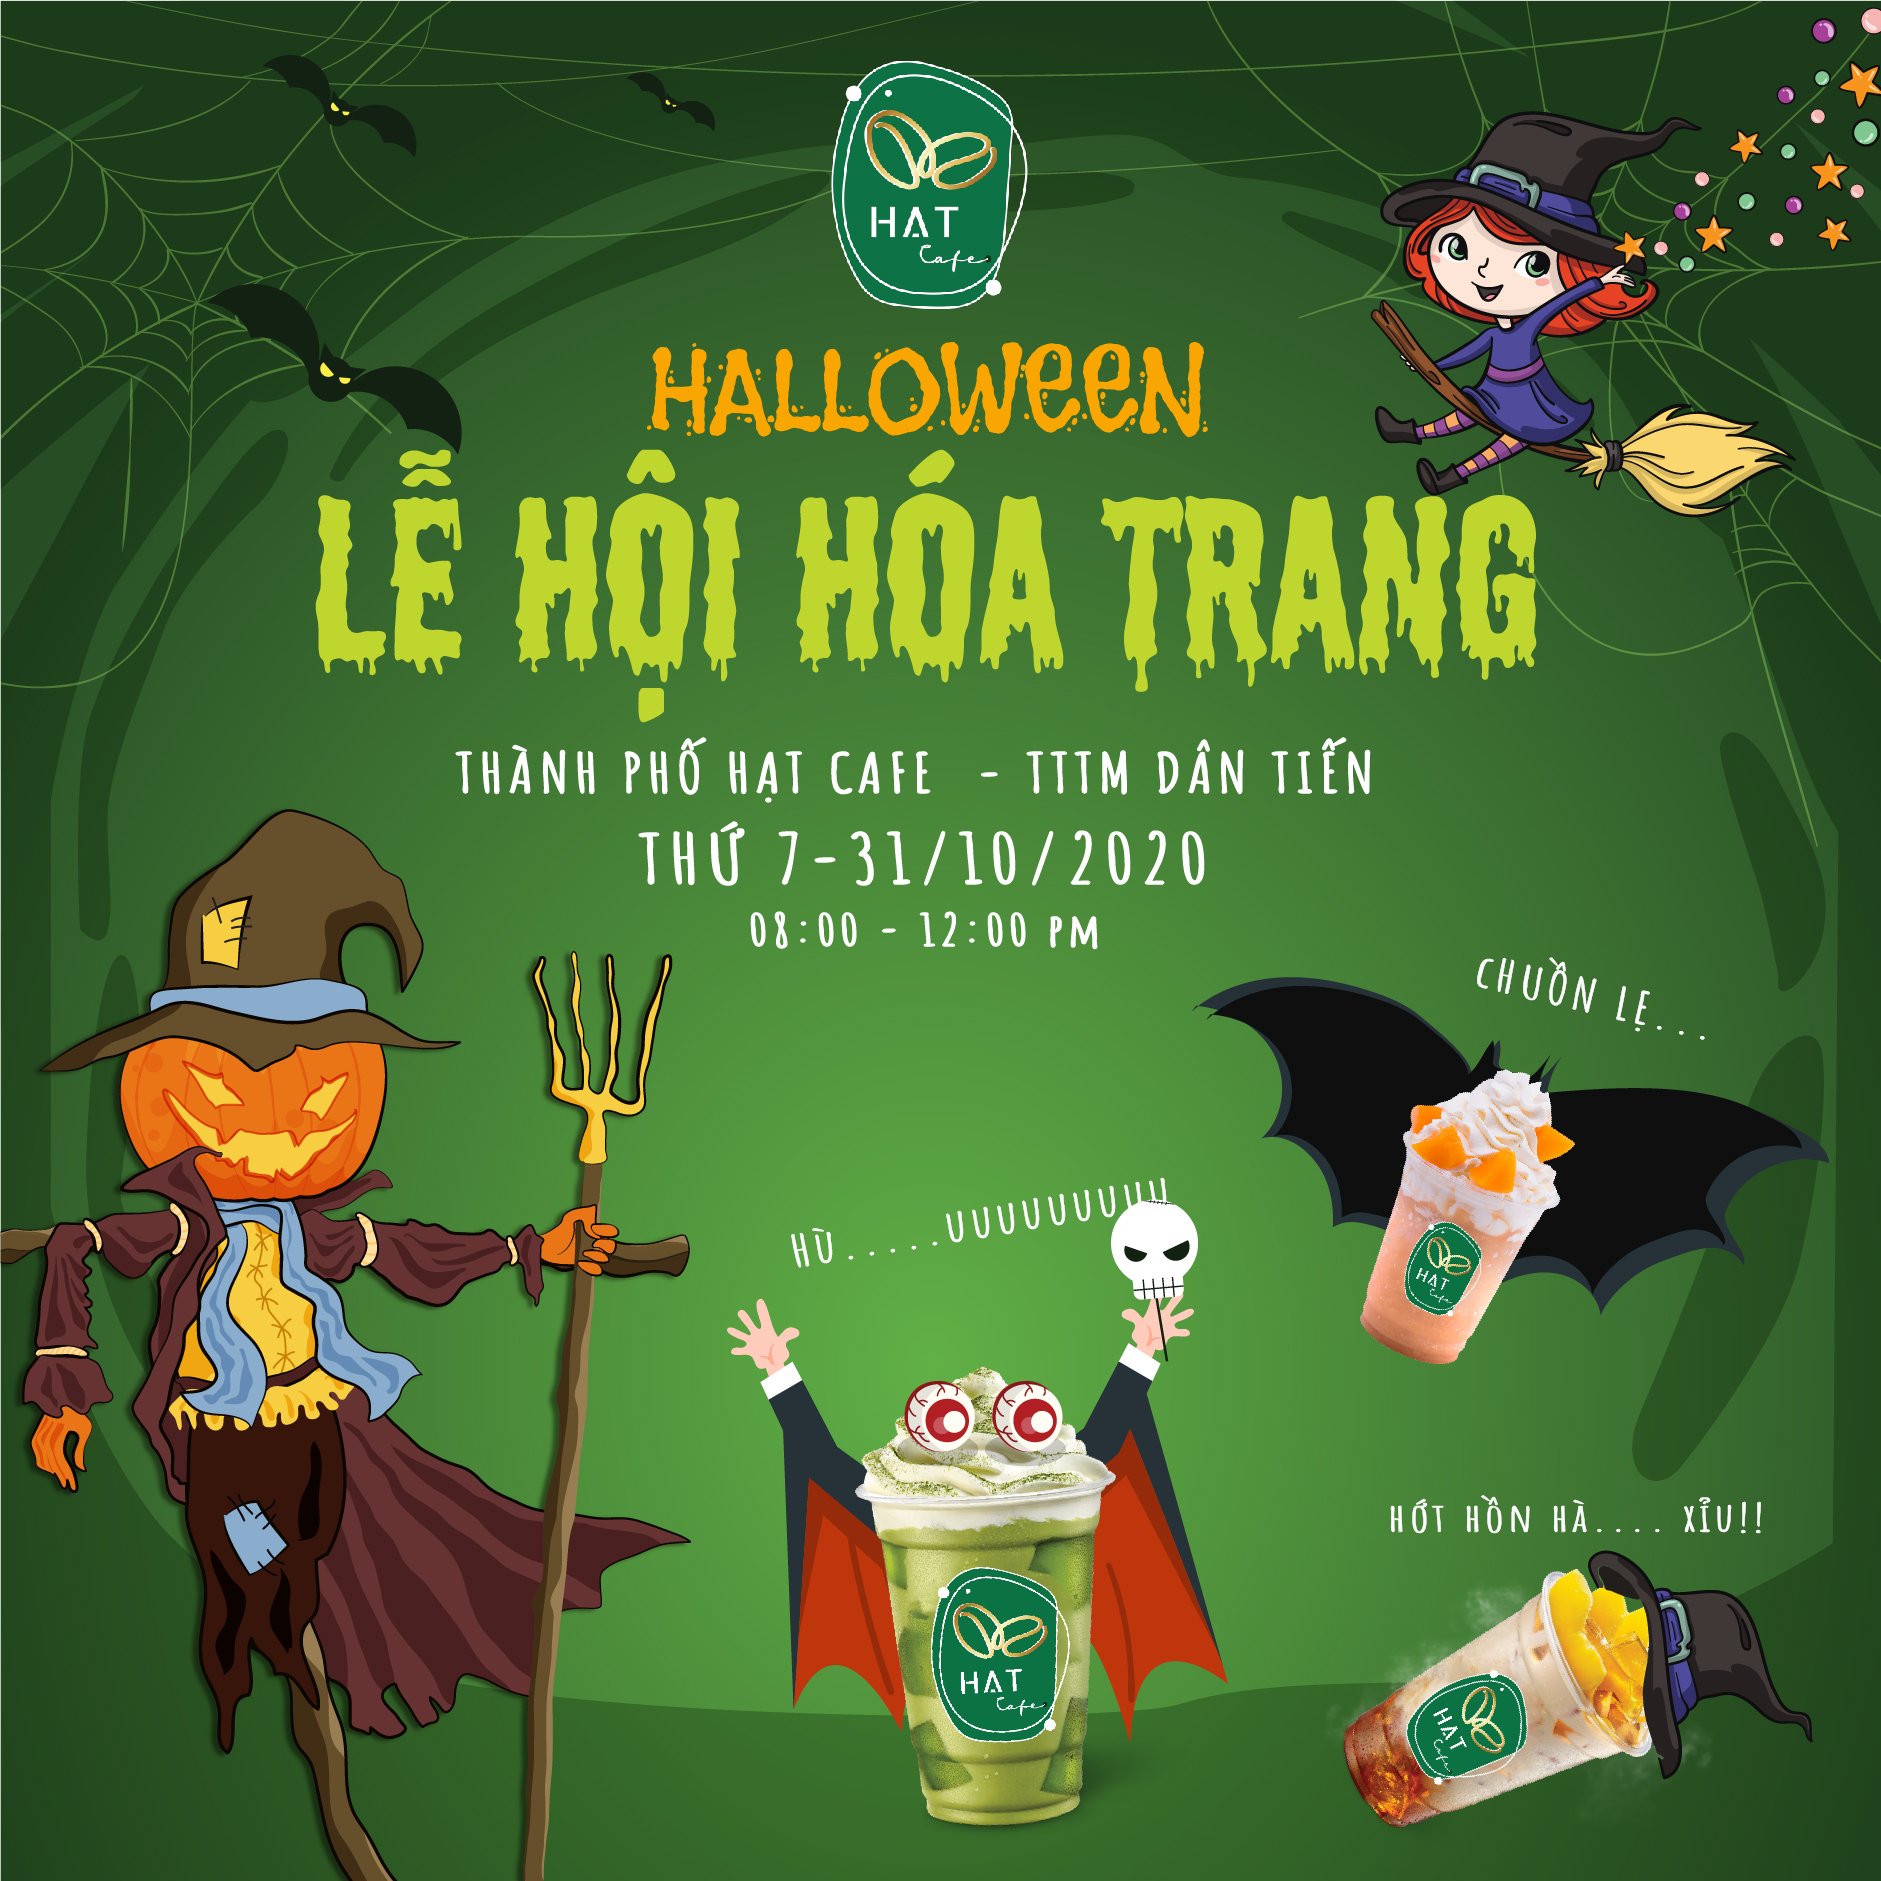 HẠT
Cafe
HALLOWEEN
LỄ HỘI HÓA TRANG
THÀNH PHỐ HẠT CAFE - TTTM DÂN TIẾN
THỨ 7-31/10/2020
08:00 - 12:00 PM
CHUỒN LẸ...
HẠT
Cafe
HÙ.....UUUUUUUUU
HỚT HỒN HÀ.... XỈU!!
HẠT
Cafe
HẠT
Cafe